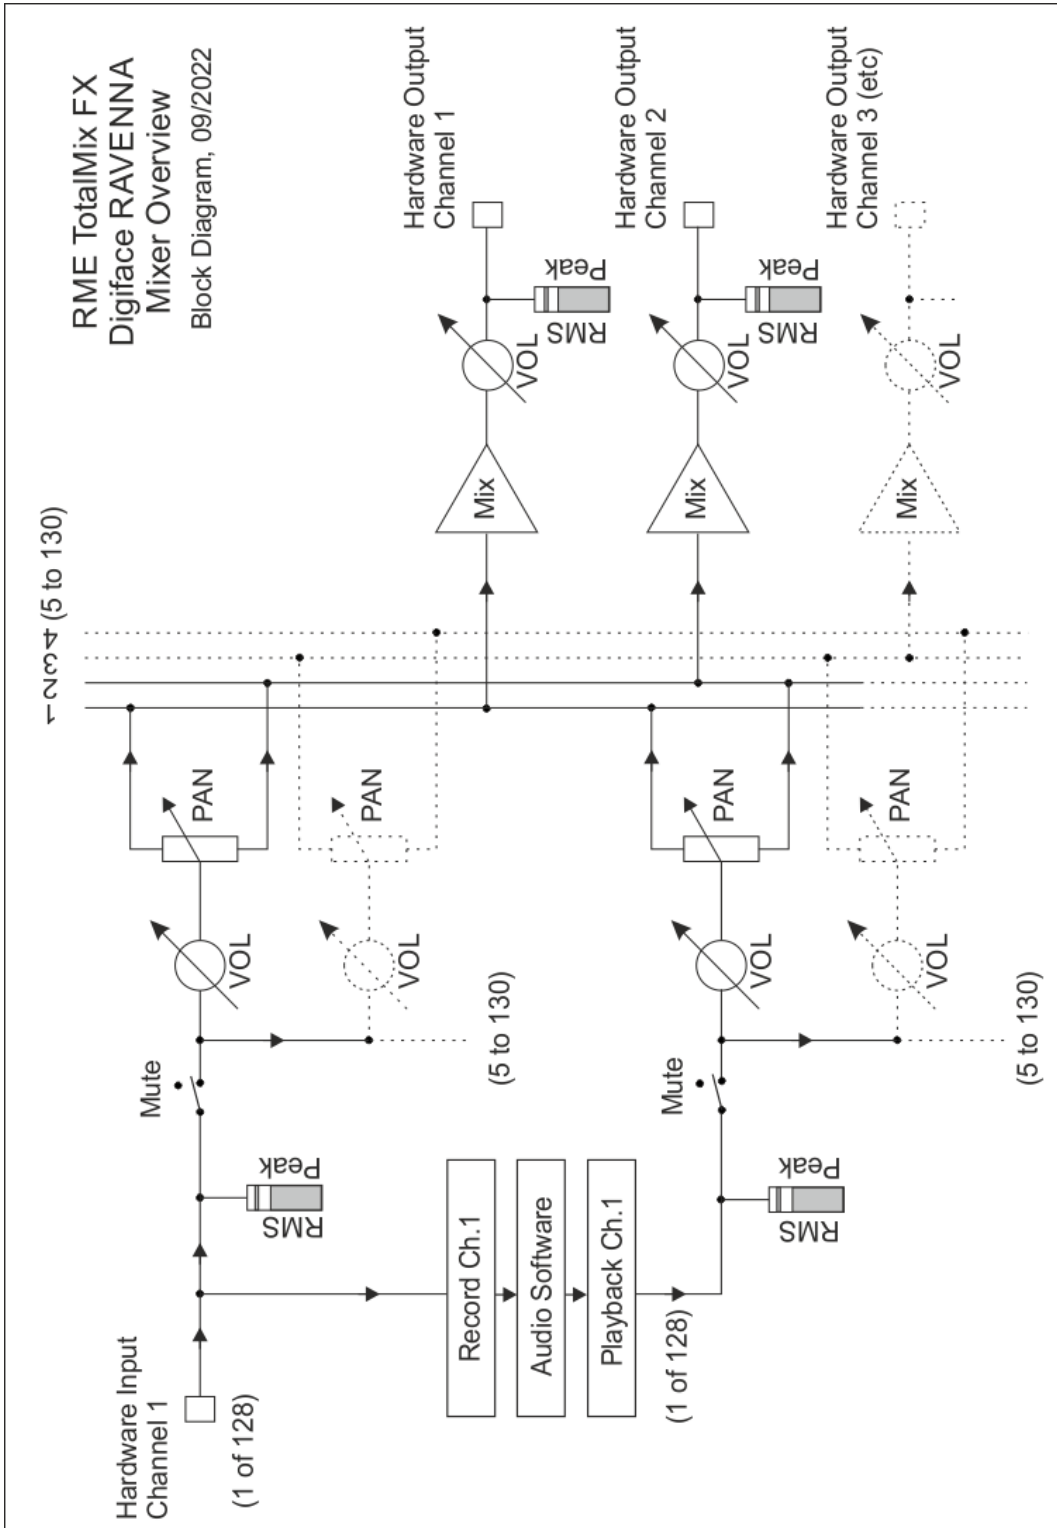 RME TotalMix FX
Digiface RAVENNA
Mixer Overview
Block Diagram, 09/2022
Hardware Input
Channel 1
(1 of 128)
RMS
Peak
Mute
VOL
PAN
VOL
PAN
(5 to 130)
1 2 3 4 (5 to 130)
Record Ch.1
Audio Software
Playback Ch.1
(1 of 128)
RMS
Peak
Mute
VOL
PAN
VOL
PAN
(5 to 130)
Mix
VOL
RMS
Peak
Hardware Output
Channel 1
Mix
VOL
RMS
Peak
Hardware Output
Channel 2
Mix
VOL
Hardware Output
Channel 3 (etc)